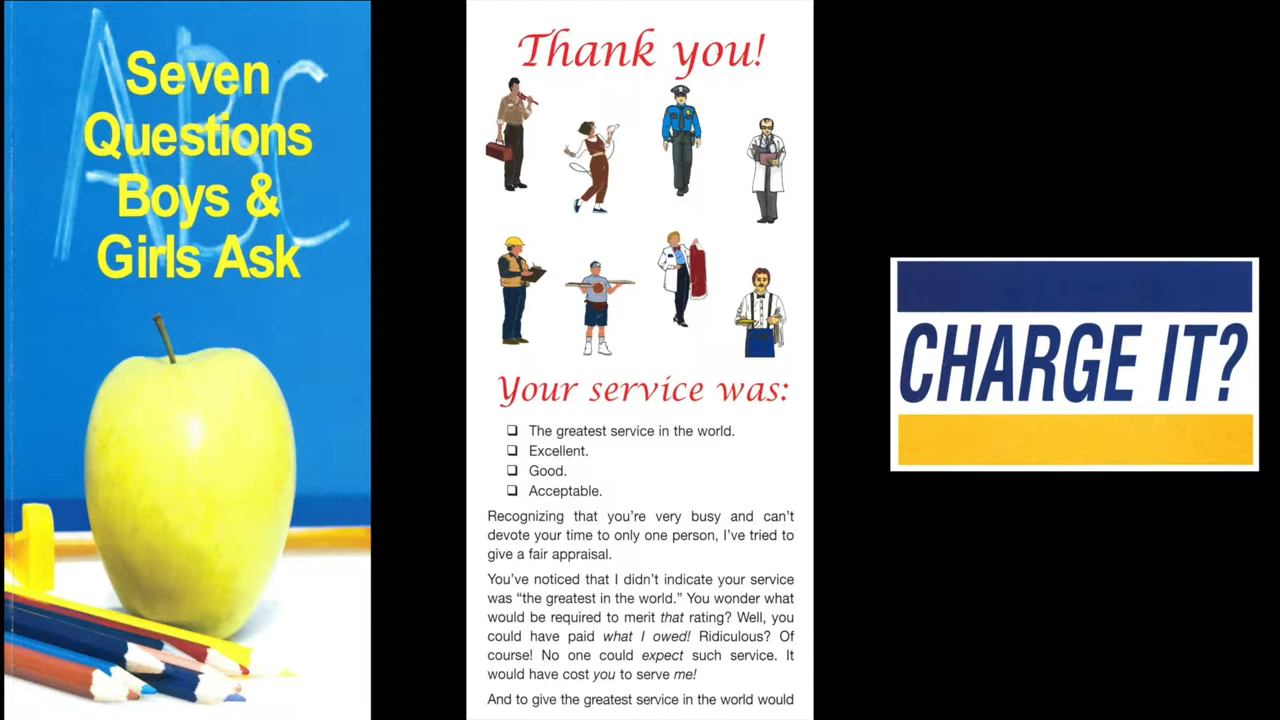 ABC
Seven
Questions
Boys &
Girls Ask
Thank you!
Your service was:
❑ The greatest service in the world.
❑ Excellent.
❑ Good.
❑ Acceptable.
Recognizing that you're very busy and can't
devote your time to only one person, I've tried to
give a fair appraisal.
You've noticed that I didn't indicate your service
was “the greatest in the world.” You wonder what
would be required to merit that rating? Well, you
could have paid what I owed! Ridiculous? Of
course! No one could expect such service. It
would have cost you to serve me!
And to give the greatest service in the world would
CHARGE IT?